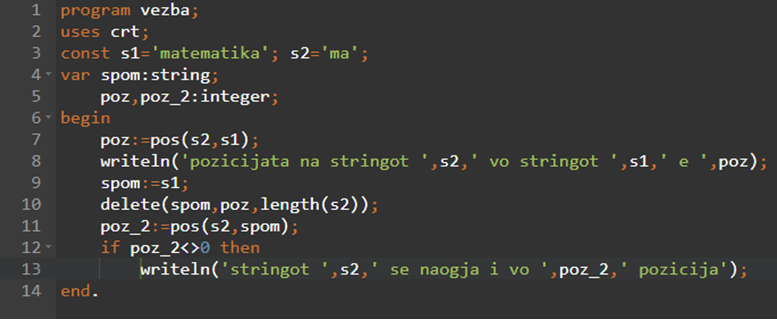 1 program vezba;
2 uses crt;
3 const s1='matematika'; s2='ma';
4 var spom:string;
5     poz,poz_2:integer;
6 begin
7     poz:=pos(s2,s1);
8     writeln('pozicijata na stringot ',s2,' vo stringot ',s1,' e ',poz);
9     spom:=s1;
10     delete(spom,poz,length(s2));
11     poz_2:=pos(s2,spom);
12     if poz_2<>0 then
13         writeln('stringot ',s2,' se naogja i vo ',poz_2,' pozicija');
14 end.